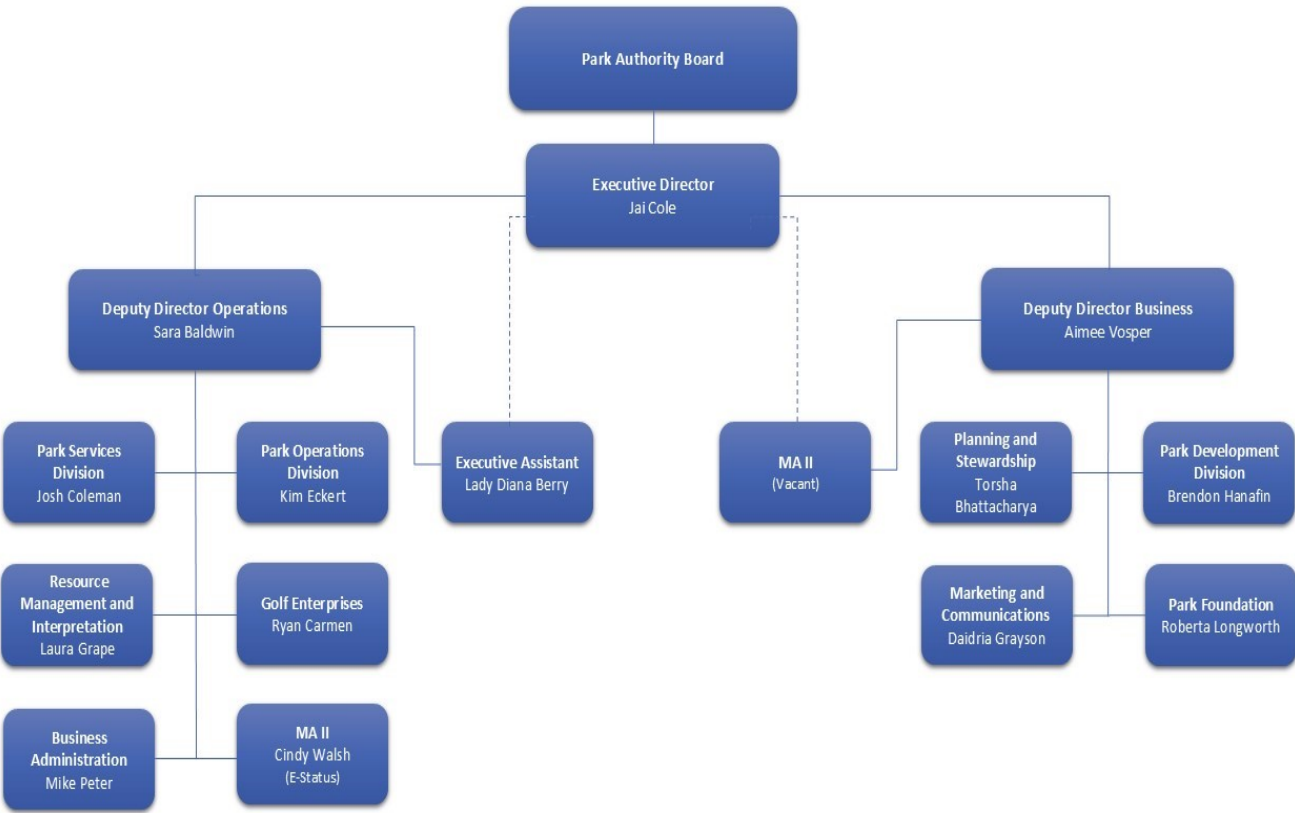 Park Authority Board
Executive Director
Jai Cole
Deputy Director Operations
Sara Baldwin
Deputy Director Business
Aimee Vosper
Park Services
Division
Josh Coleman
Park Operations
Division
Kim Eckert
Executive Assistant
Lady Diana Berry
MA II
(Vacant)
Planning and
Stewardship
Torsha
Bhattacharya
Park Development
Division
Brendon Hanafin
Resource
Management and
Interpretation
Laura Grape
Golf Enterprises
Ryan Carmen
Marketing and
Communications
Daidria Grayson
Park Foundation
Roberta Longworth
Business
Administration
Mike Peter
MA II
Cindy Walsh
(E-Status)